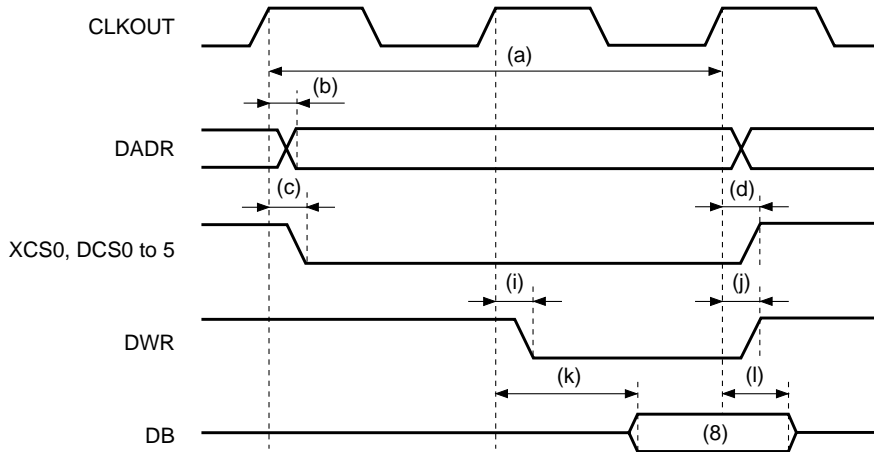 CLKOUT
(a)
(b)
DADR
(c)
(d)
XCS0, DCS0 to 5
(i)
(j)
DWR
(k)
(l)
DB
(8)